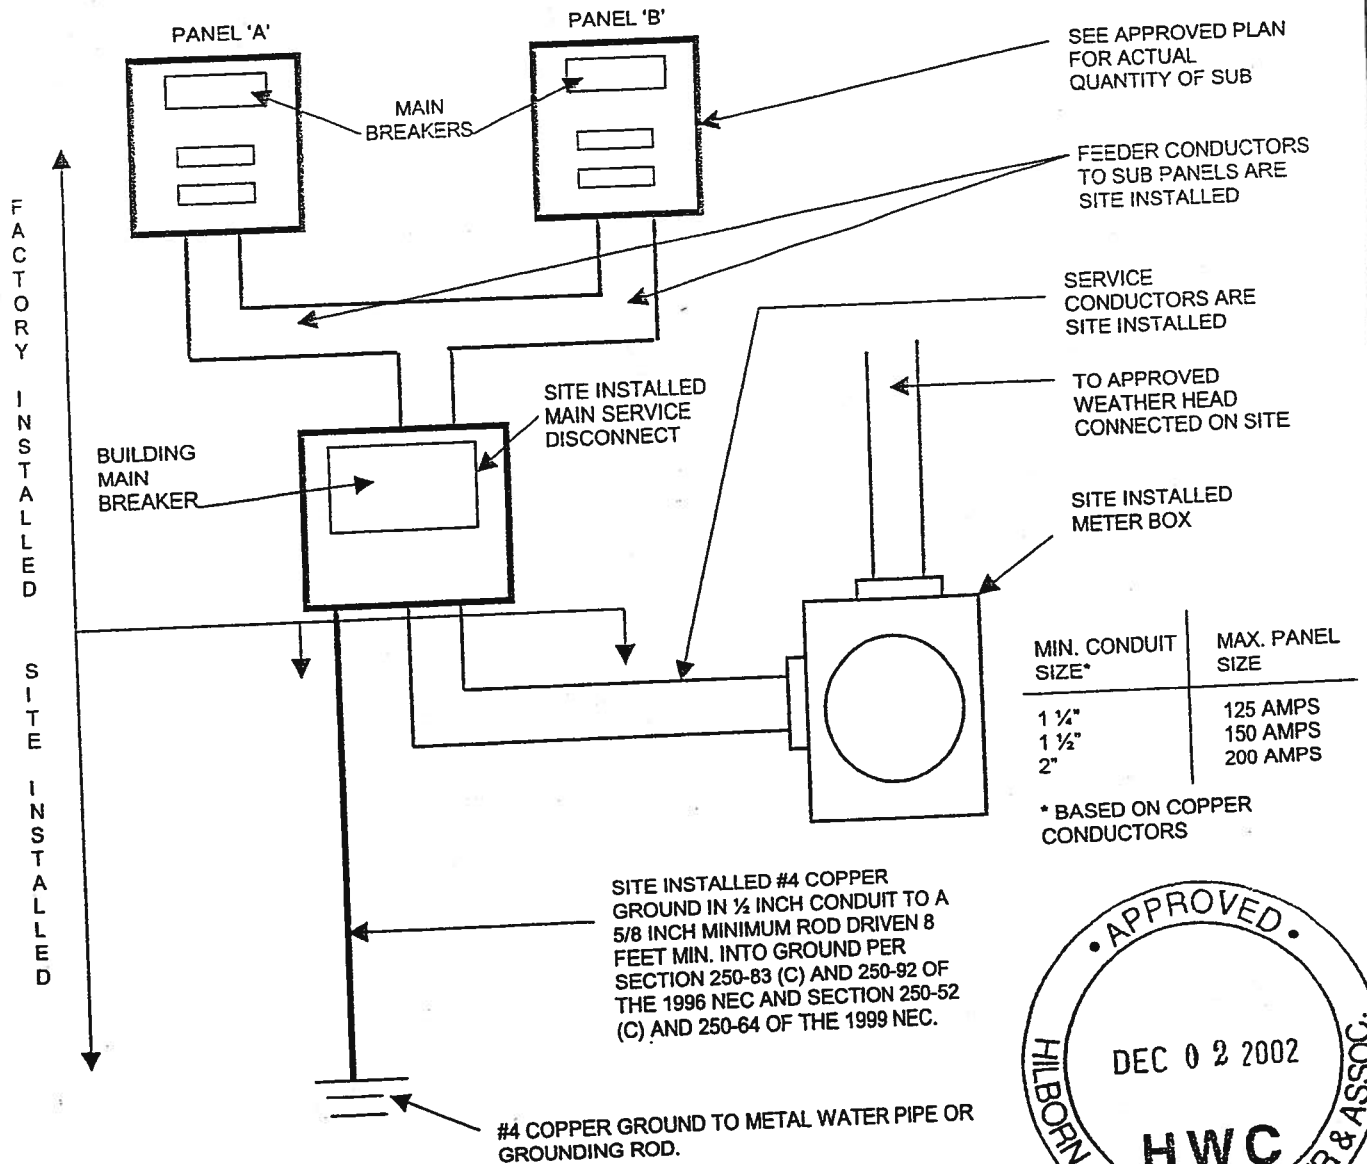 PANEL 'A'
PANEL 'B'
MAIN
BREAKERS
SEE APPROVED PLAN
FOR ACTUAL
QUANTITY OF SUB
FEEDER CONDUCTORS
TO SUB PANELS ARE
SITE INSTALLED
SERVICE
CONDUCTORS ARE
SITE INSTALLED
TO APPROVED
WEATHER HEAD
CONNECTED ON SITE
SITE INSTALLED
MAIN SERVICE
DISCONNECT
BUILDING
MAIN
BREAKER
SITE INSTALLED
METER BOX
FACTORY INSTALLED
SITE INSTALLED
MIN. CONDUIT SIZE* MAX. PANEL SIZE
1 ¼" 125 AMPS
1 ½" 150 AMPS
2" 200 AMPS
* BASED ON COPPER
CONDUCTORS
SITE INSTALLED #4 COPPER
GROUND IN ½ INCH CONDUIT TO A
5/8 INCH MINIMUM ROD DRIVEN 8
FEET MIN. INTO GROUND PER
SECTION 250-83 (C) AND 250-92 OF
THE 1996 NEC AND SECTION 250-52
(C) AND 250-64 OF THE 1999 NEC.
#4 COPPER GROUND TO METAL WATER PIPE OR
GROUNDING ROD.
• APPROVED •
DEC 02 2002
HILBORN
& ASSOC.
HWC